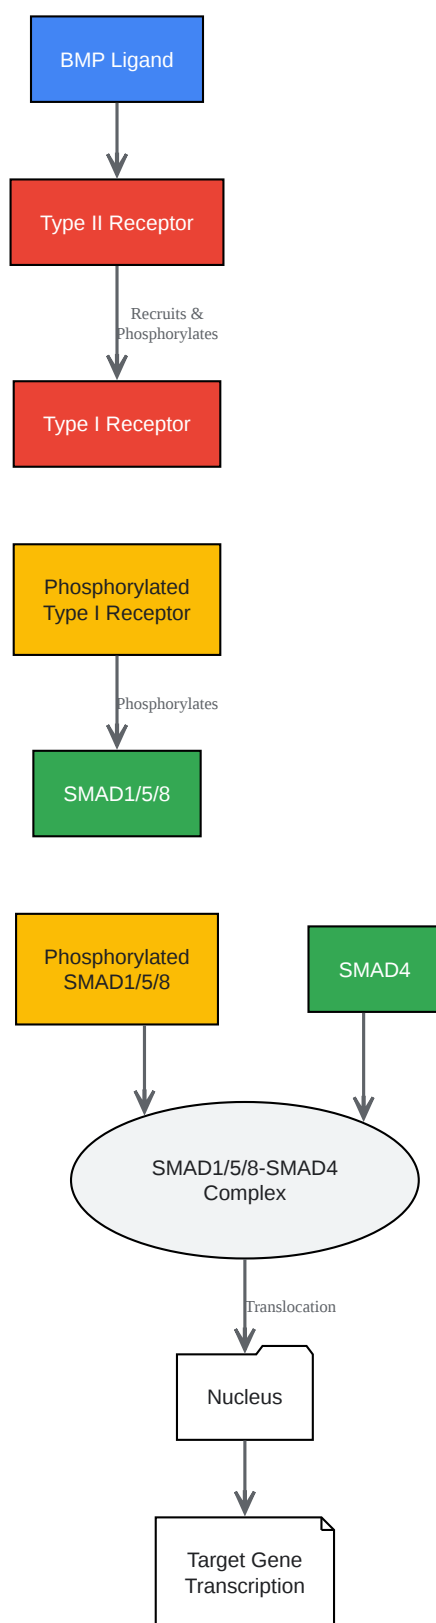 BMP Ligand
Type II Receptor
Recruits &
Phosphorylates
Type I Receptor
Phosphorylated
Type I Receptor
Phosphorylates
SMAD1/5/8
Phosphorylated
SMAD1/5/8
SMAD4
SMAD1/5/8-SMAD4
Complex
Translocation
Nucleus
Target Gene
Transcription